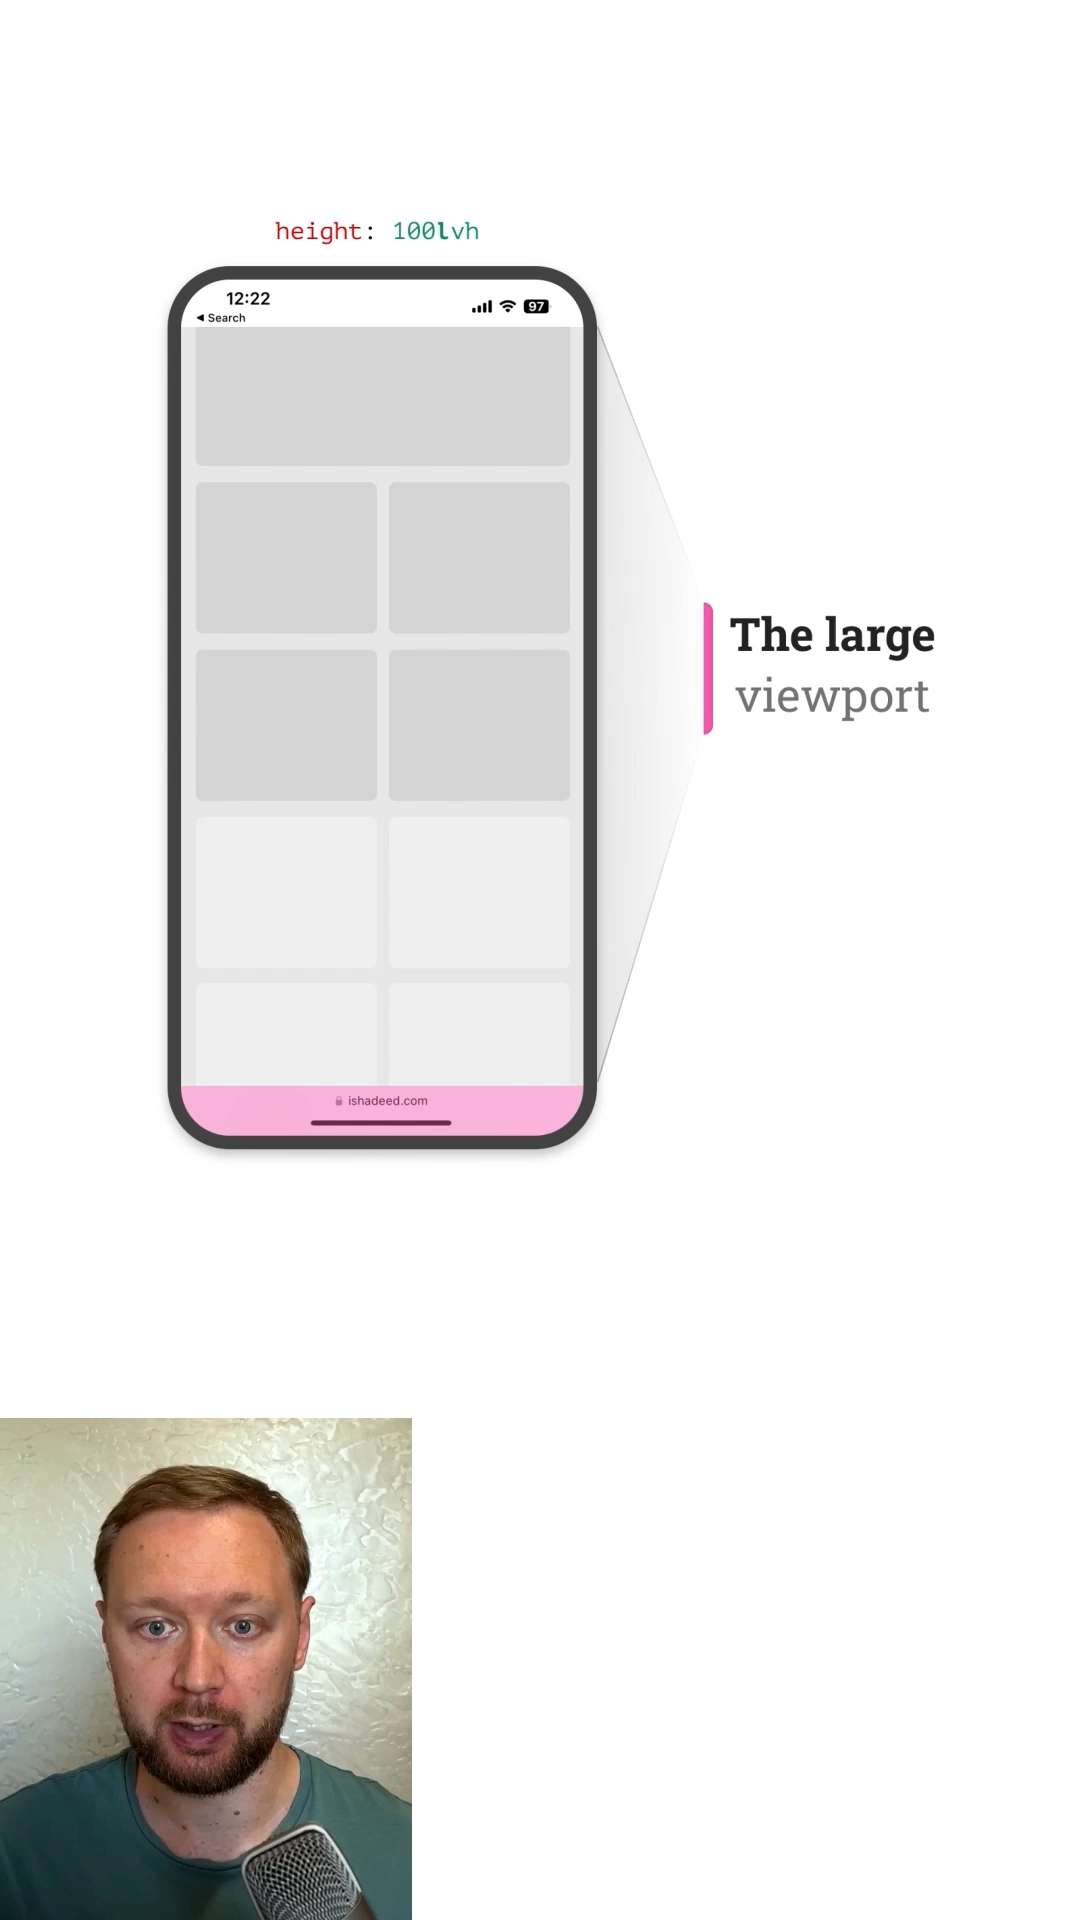 height: 100lvh
12:22
97
◀ Search
The large
viewport
ishadeed.com